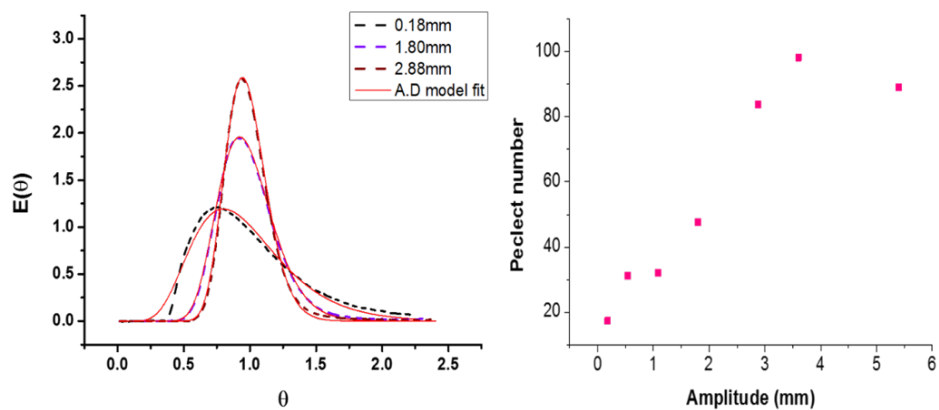 0.18mm
1.80mm
2.88mm
A.D model fit
3.0
2.5
2.0
1.5
1.0
0.5
0.0
E(θ)
0.0 0.5 1.0 1.5 2.0 2.5
θ
100
80
60
40
20
Peclect number
0 1 2 3 4 5 6
Amplitude (mm)